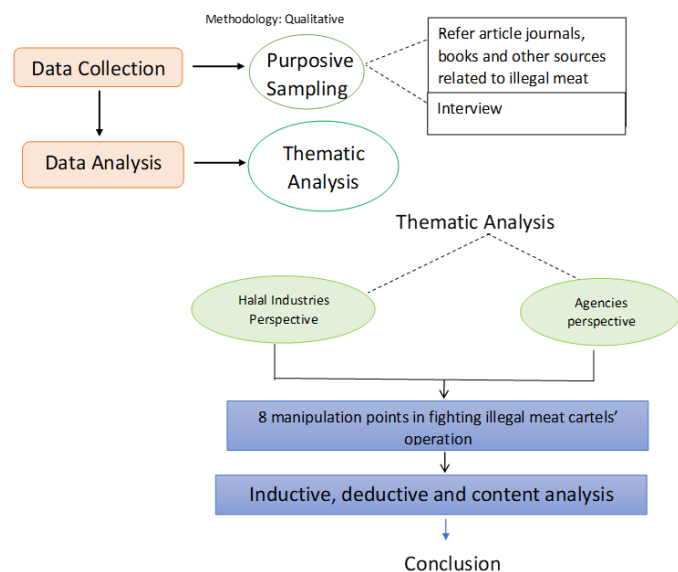 Methodology: Qualitative
Data Collection
Purposive
Sampling
Refer article journals,
books and other sources
related to illegal meat
Interview
Data Analysis
Thematic
Analysis
Thematic Analysis
Halal Industries
Perspective
Agencies
perspective
8 manipulation points in fighting illegal meat cartels’
operation
Inductive, deductive and content analysis
Conclusion